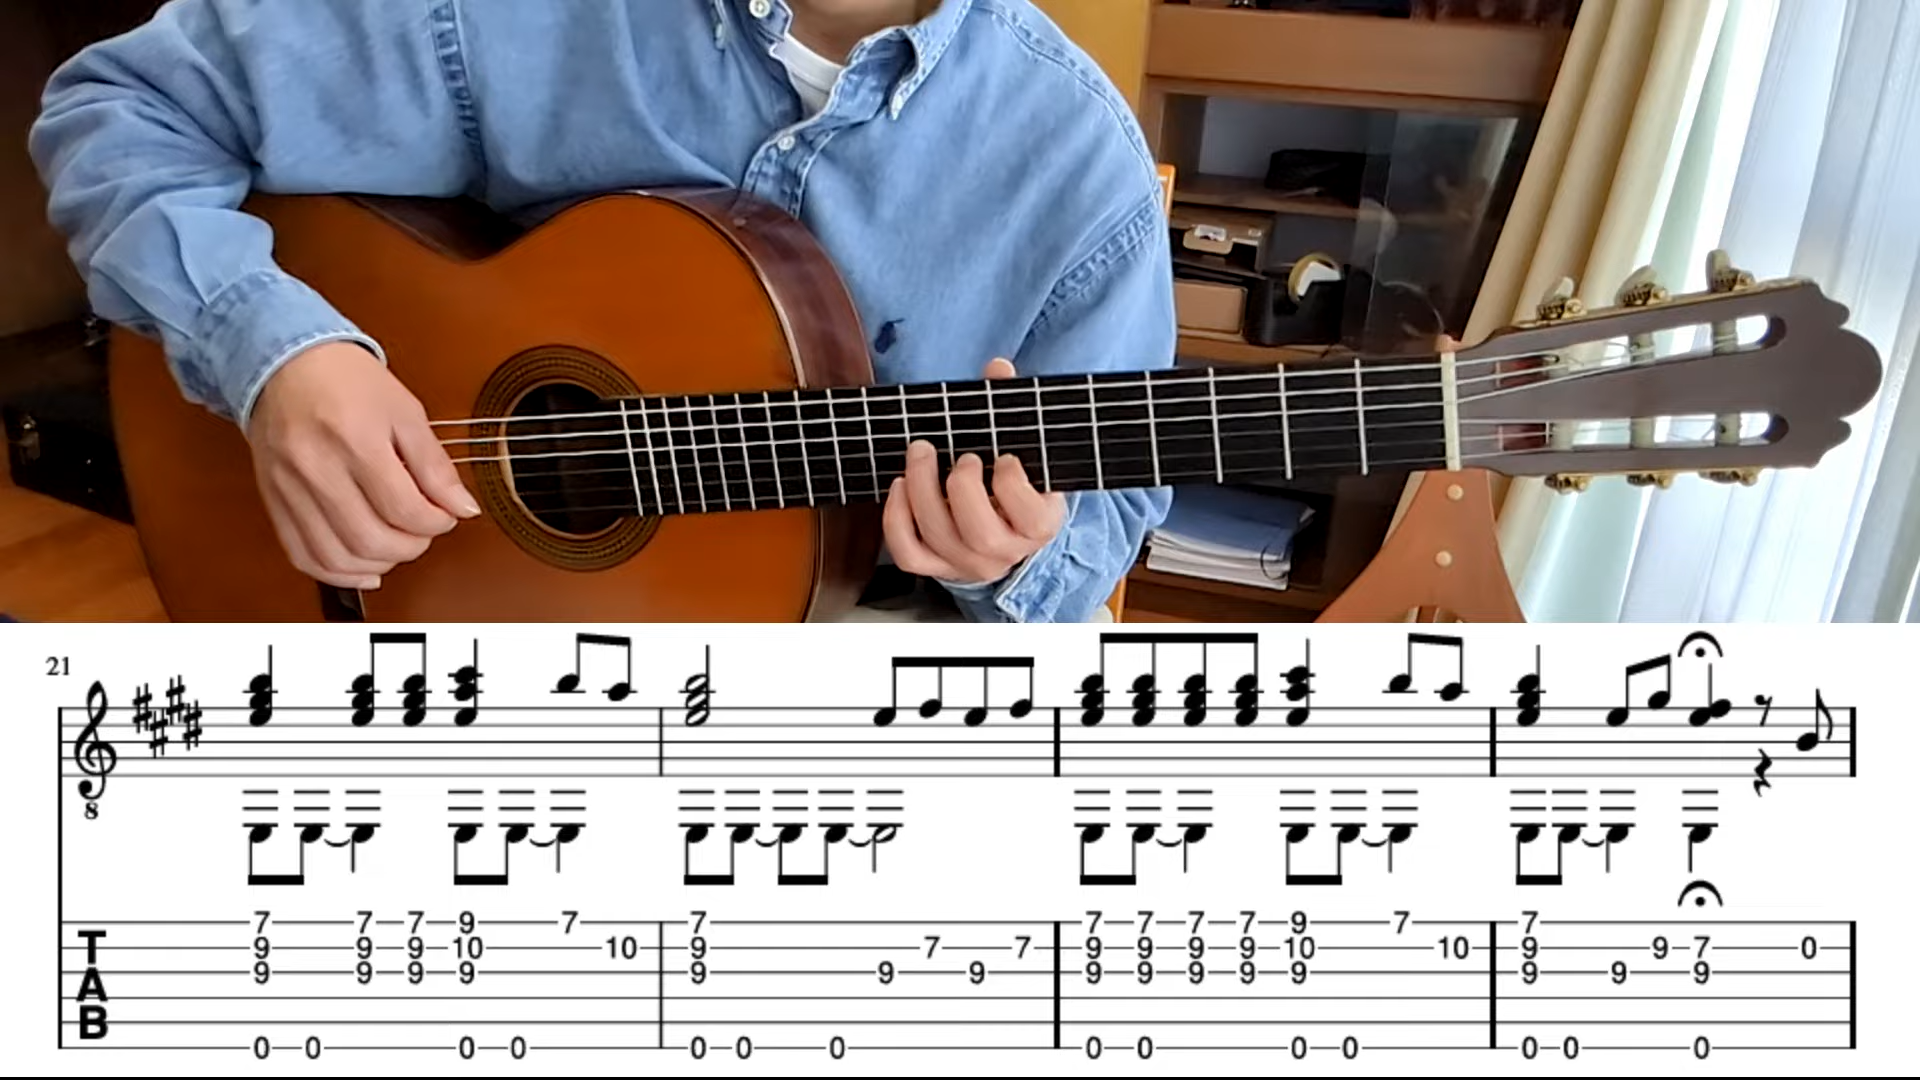 21
8
7 7 7 9 7 7 7 7 7 7 9 7 7
9 9 9 10 10 9 7 7 9 9 9 9 10 10 9 9 7 0
T 9 9 9 9 9 9 9 9 9 9 9 9 9 9 9
A
B
0 0 0 0 0 0 0 0 0 0 0 0 0 0